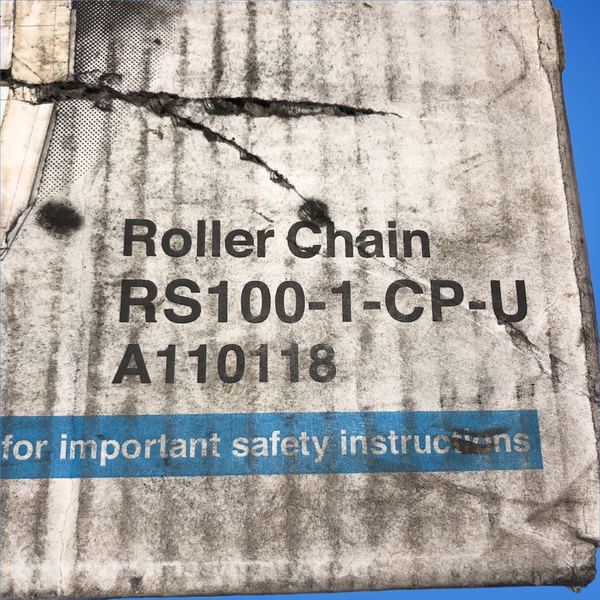 Roller Chain
RS100-1-CP-U
A110118
for important safety instructions